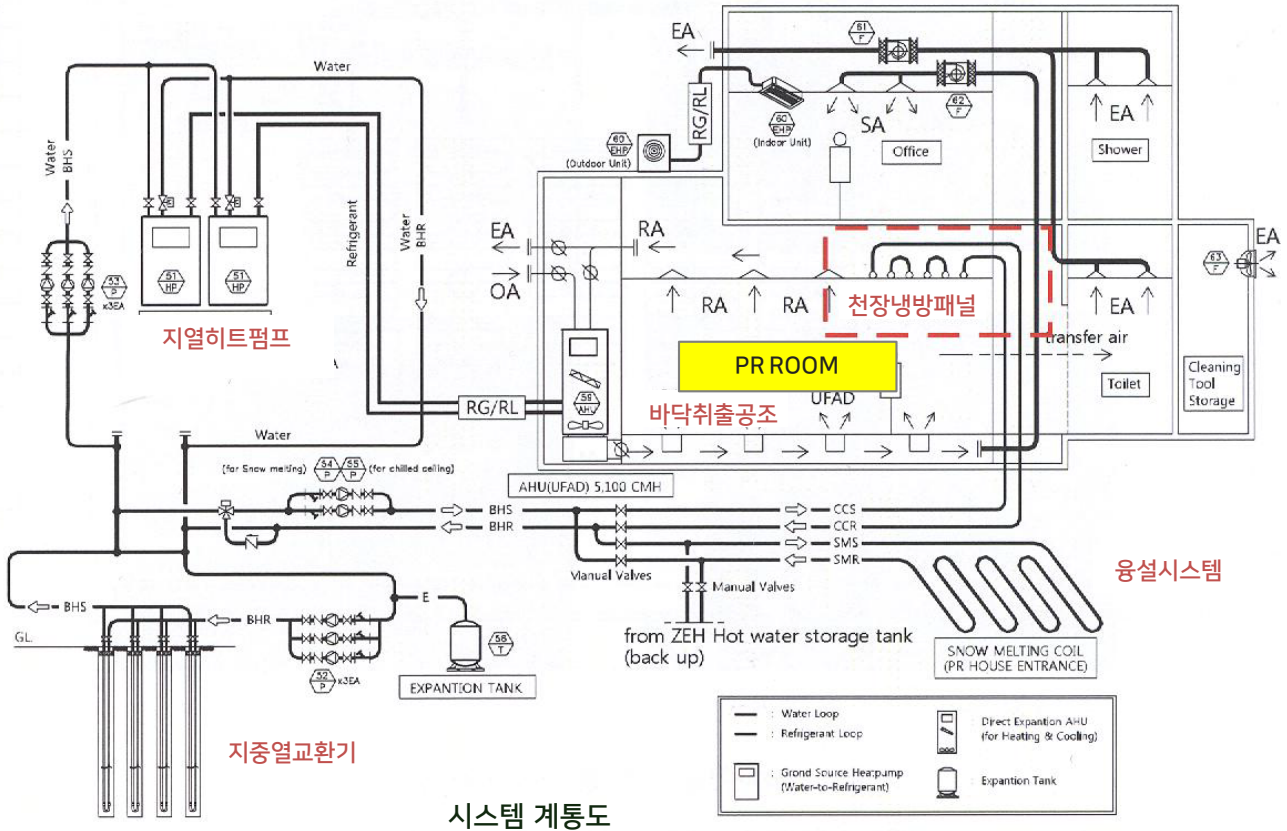 EA
61
F
Water
62
F
RG/RL
60
EHP
(Indoor Unit)
SA
Office
EA
Shower
60
EHP
(Outdoor Unit)
Water
BHS
Refrigerant
Water
BHR
EA
RA
OA
EA
63
F
53
P
x3EA
51
HP
51
HP
지열히트펌프
RA
RA
천장냉방패널
EA
transfer air
PR ROOM
Toilet
Cleaning
Tool
Storage
59
AHU
RG/RL
바닥취출공조
UFAD
Water
(for Snow melting)
54
P
55
P
(for chilled ceiling)
AHU(UFAD) 5,100 CMH
BHS
CCS
BHR
CCR
SMS
SMR
Manual Valves
Manual Valves
융설시스템
BHS
BHR
E
GL
58
T
from ZEH Hot water storage tank
(back up)
SNOW MELTING COIL
(PR HOUSE ENTRANCE)
52
P
x3EA
EXPANTION TANK
: Water Loop
: Refrigerant Loop
: Direct Expantion AHU
(for Heating & Cooling)
: Grond Source Heatpump
(Water-to-Refrigerant)
: Expantion Tank
지중열교환기
시스템 계통도